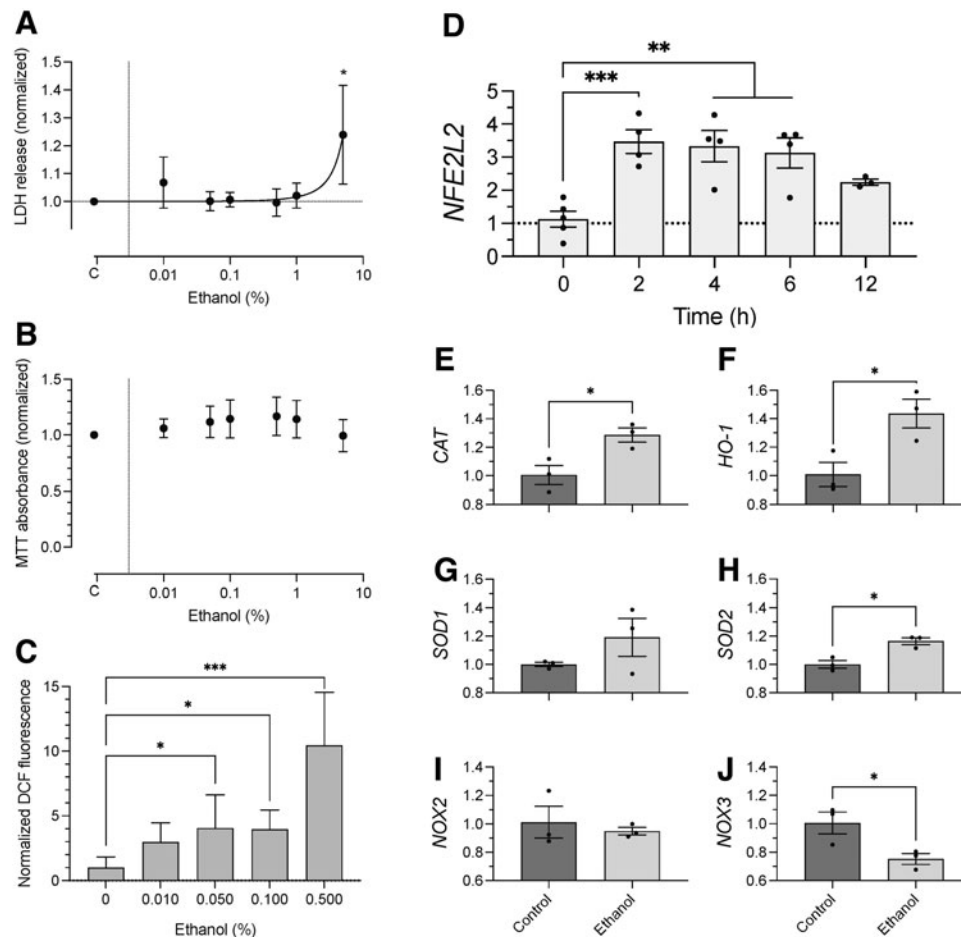 A
LDH release (normalized)
1.5
1.4
1.3
1.2
1.1
1.0
*
C 0.01 0.1 1 10
Ethanol (%)
B
MTT absorbance (normalized)
1.5
1.0
0.5
0.0
C 0.01 0.1 1 10
Ethanol (%)
C
Normalized DCF fluorescence
15
10
5
0
***
*
*
0 0.010 0.050 0.100 0.500
Ethanol (%)
D
NFE2L2
5
4
3
2
1
0
**
***
0 2 4 6 12
Time (h)
E
CAT
1.6
1.4
1.2
1.0
0.8
*
F
HO-1
1.6
1.4
1.2
1.0
0.8
*
G
SOD1
1.6
1.4
1.2
1.0
0.8
H
SOD2
1.6
1.4
1.2
1.0
0.8
*
I
NOX2
1.4
1.2
1.0
0.8
0.6
Control Ethanol
J
NOX3
1.4
1.2
1.0
0.8
0.6
*
Control Ethanol